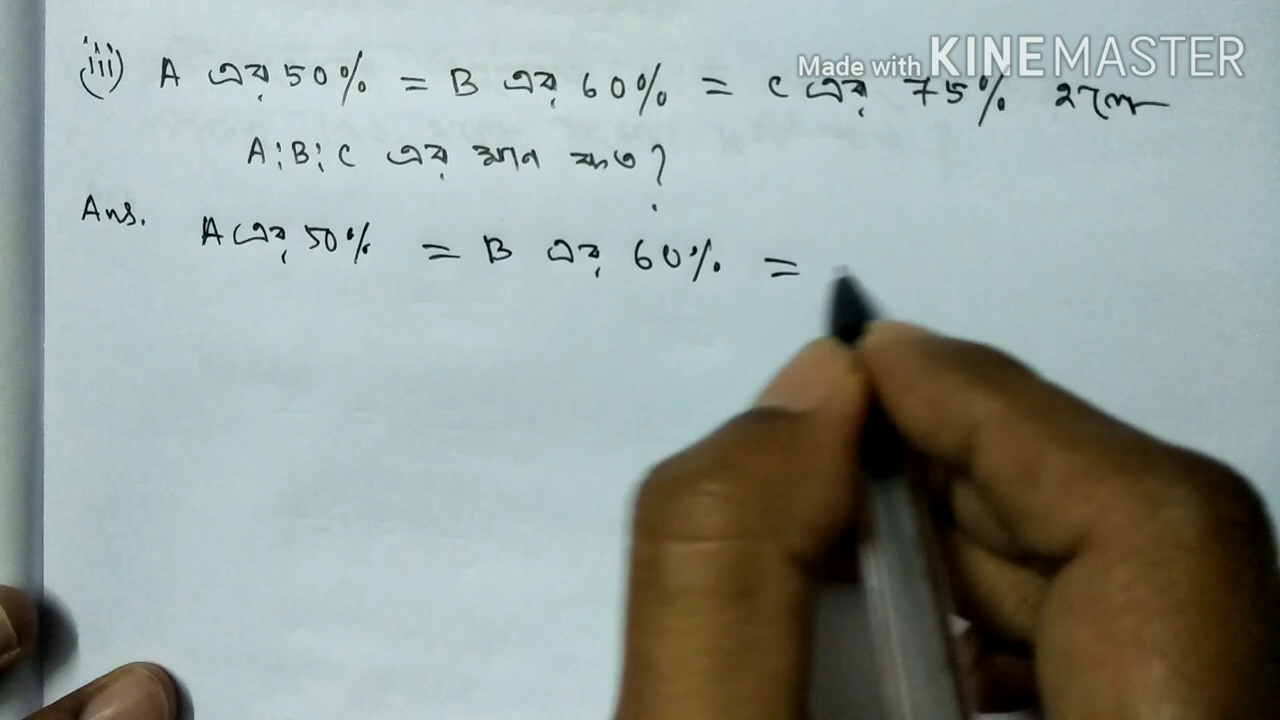 Made with KINEMASTER
iii) A এর 50% = B এর 60% = C এর 75% হলে
A:B:C এর মান কত?
Ans. A এর 50% = B এর 60% =